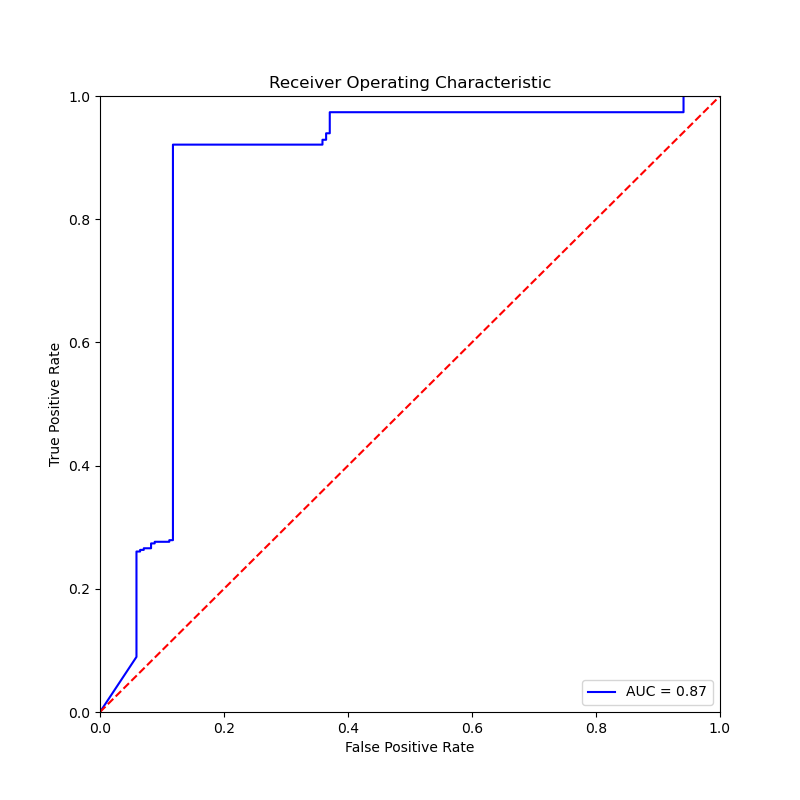 Receiver Operating Characteristic
1.0
0.8
0.6
0.4
0.2
0.0
True Positive Rate
AUC = 0.87
0.0 0.2 0.4 0.6 0.8 1.0
False Positive Rate